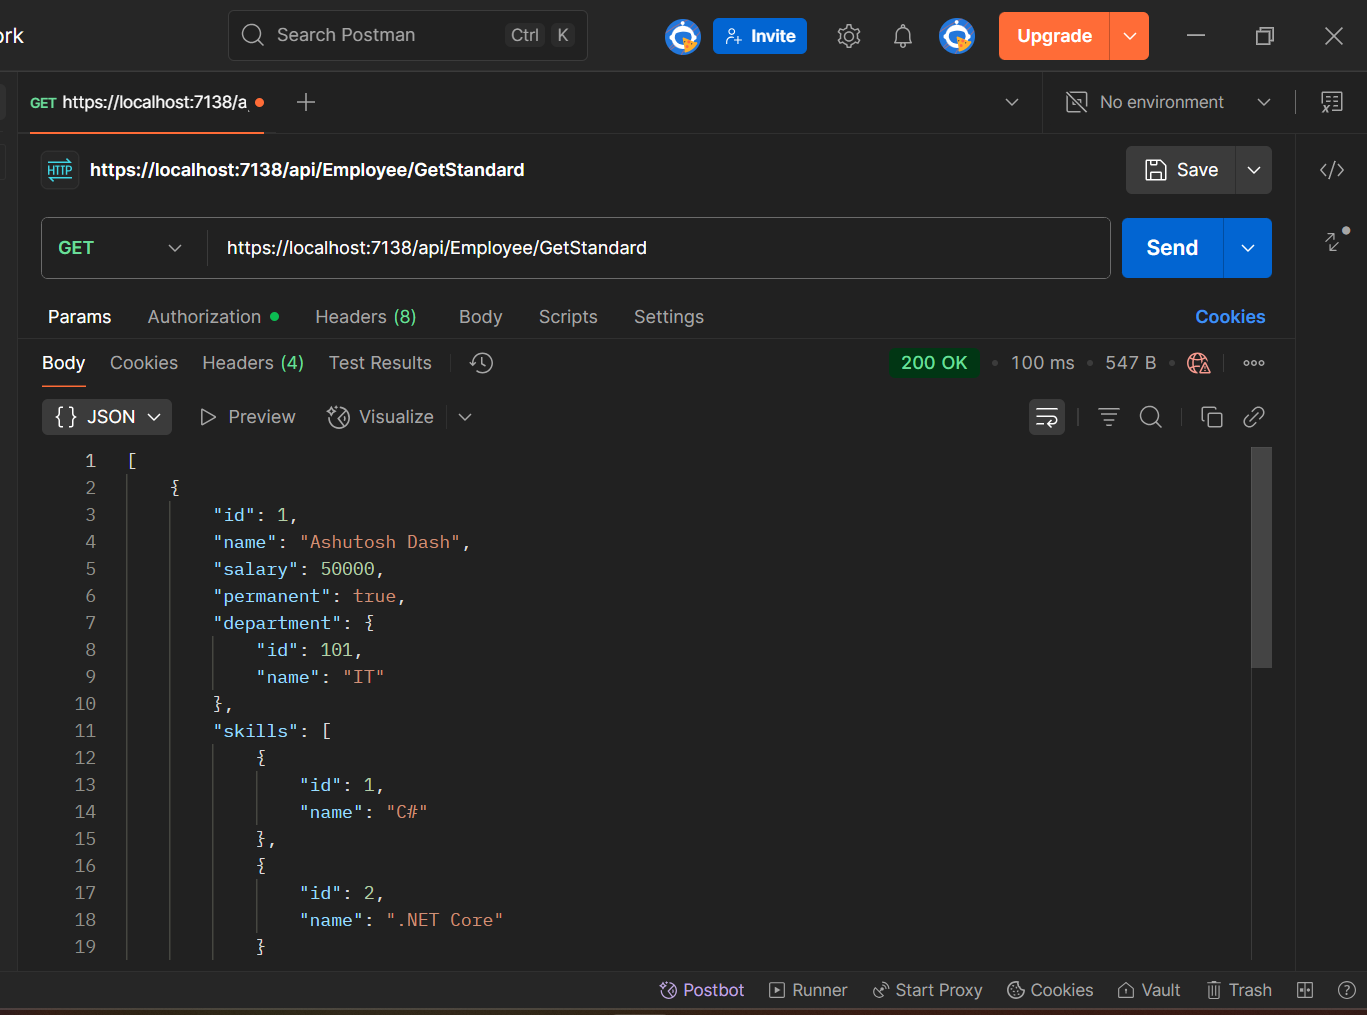 ork
Search Postman Ctrl K
Invite
Upgrade
GET https://localhost:7138/a
No environment
HTTP https://localhost:7138/api/Employee/GetStandard
Save
GET https://localhost:7138/api/Employee/GetStandard
Send
Params Authorization Headers (8) Body Scripts Settings Cookies
Body Cookies Headers (4) Test Results 200 OK 100 ms 547 B
{} JSON Preview Visualize
1 [
2 {
3 "id": 1,
4 "name": "Ashutosh Dash",
5 "salary": 50000,
6 "permanent": true,
7 "department": {
8 "id": 101,
9 "name": "IT"
10 },
11 "skills": [
12 {
13 "id": 1,
14 "name": "C#"
15 },
16 {
17 "id": 2,
18 "name": ".NET Core"
19 }
Postbot Runner Start Proxy Cookies Vault Trash